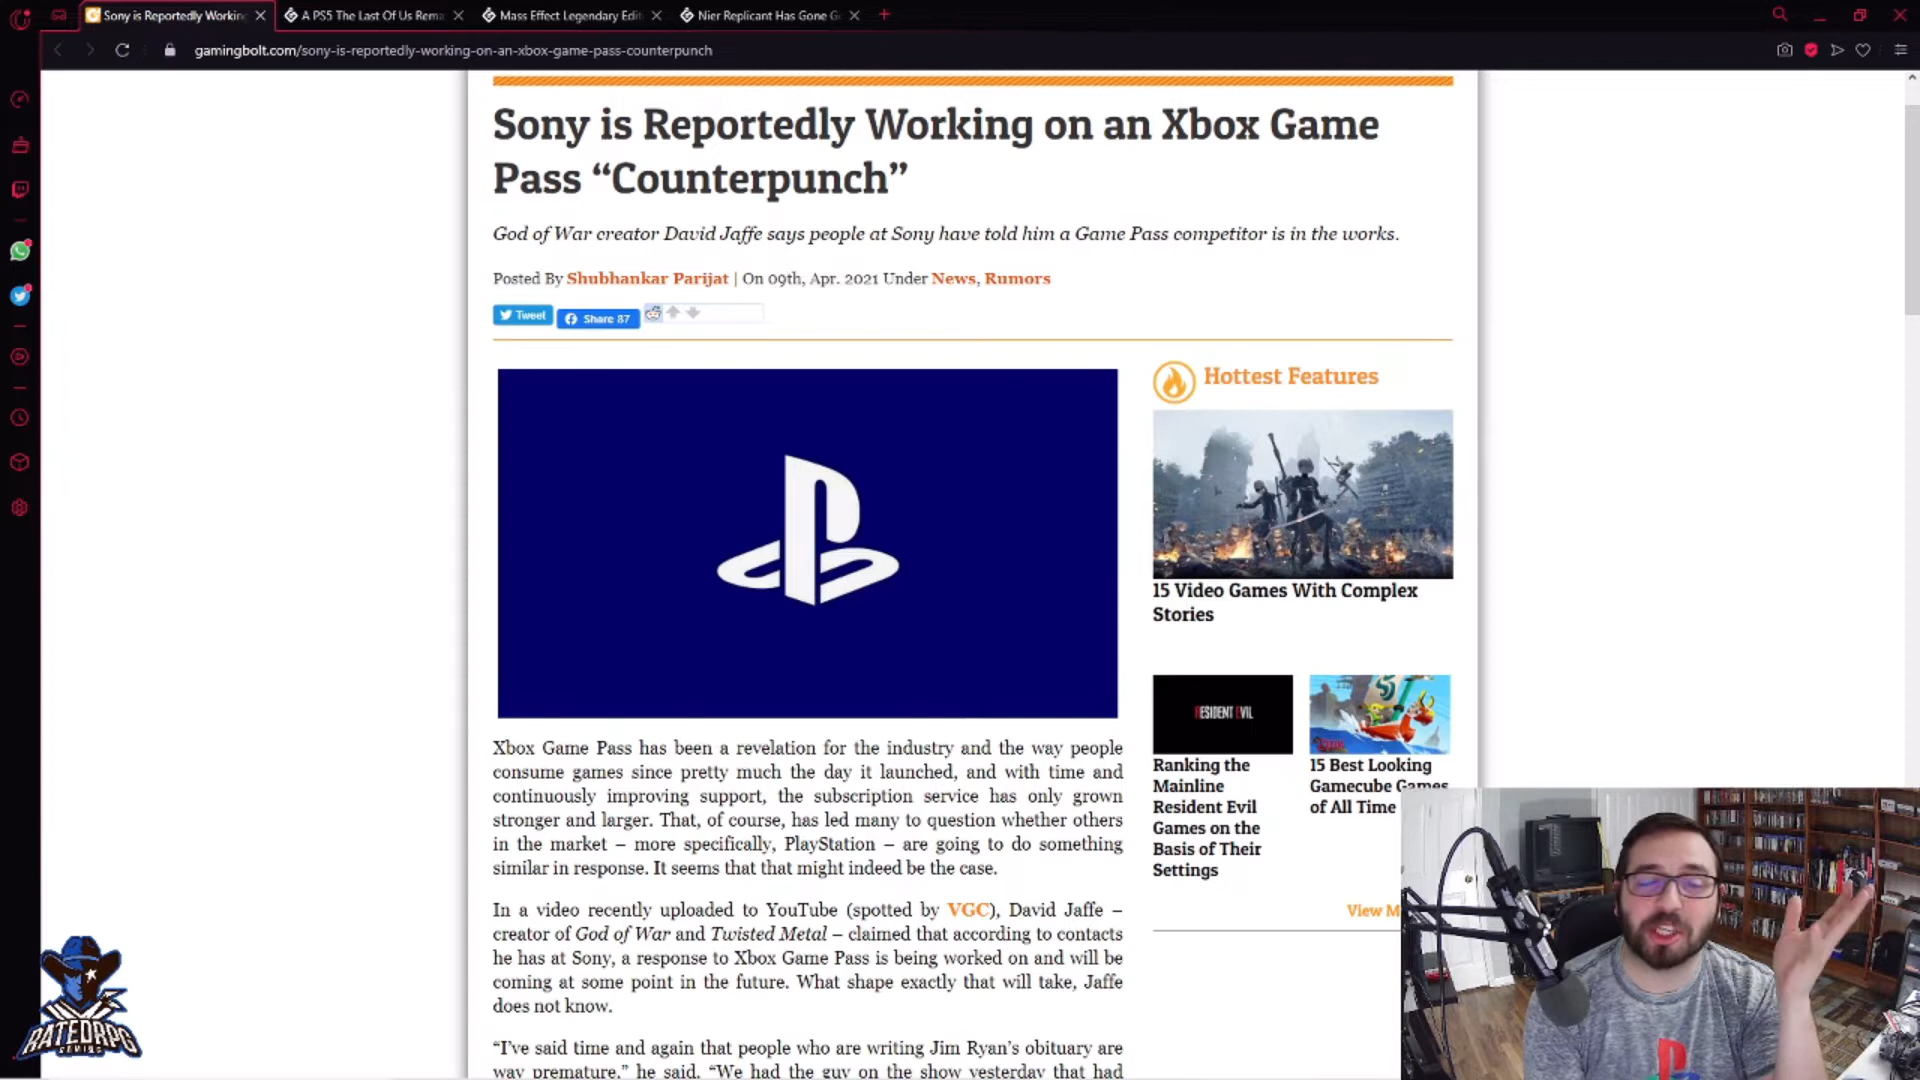 Sony is Reportedly Workin
A PS5 The Last Of Us Rema
Mass Effect Legendary Edit
Nier Replicant Has Gone G
gamingbolt.com/sony-is-reportedly-working-on-an-xbox-game-pass-counterpunch
Sony is Reportedly Working on an Xbox Game
Pass “Counterpunch”
God of War creator David Jaffe says people at Sony have told him a Game Pass competitor is in the works.
Posted By Shubhankar Parijat | On 09th, Apr. 2021 Under News, Rumors
Tweet
Share 87
Hottest Features
15 Video Games With Complex
Stories
RESIDENT EVIL
Ranking the
Mainline
Resident Evil
Games on the
Basis of Their
Settings
15 Best Looking
Gamecube Games
of All Time
View M
Xbox Game Pass has been a revelation for the industry and the way people
consume games since pretty much the day it launched, and with time and
continuously improving support, the subscription service has only grown
stronger and larger. That, of course, has led many to question whether others
in the market – more specifically, PlayStation – are going to do something
similar in response. It seems that that might indeed be the case.
In a video recently uploaded to YouTube (spotted by VGC), David Jaffe –
creator of God of War and Twisted Metal – claimed that according to contacts
he has at Sony, a response to Xbox Game Pass is being worked on and will be
coming at some point in the future. What shape exactly that will take, Jaffe
does not know.
“I’ve said time and again that people who are writing Jim Ryan’s obituary are
way premature,” he said. “We had the guy on the show yesterday that had
RATEDRPG